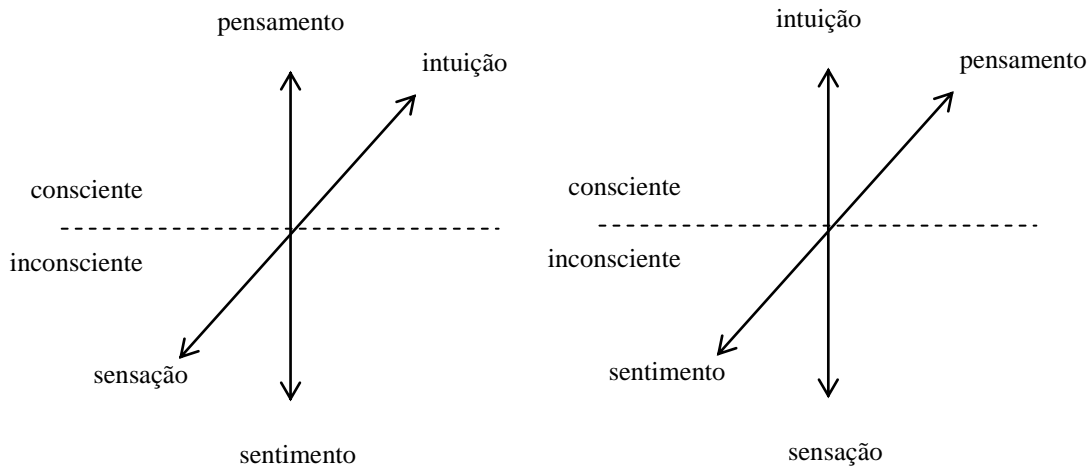 pensamento
intuição
consciente
inconsciente
sensação
sentimento
intuição
pensamento
consciente
inconsciente
sentimento
sensação